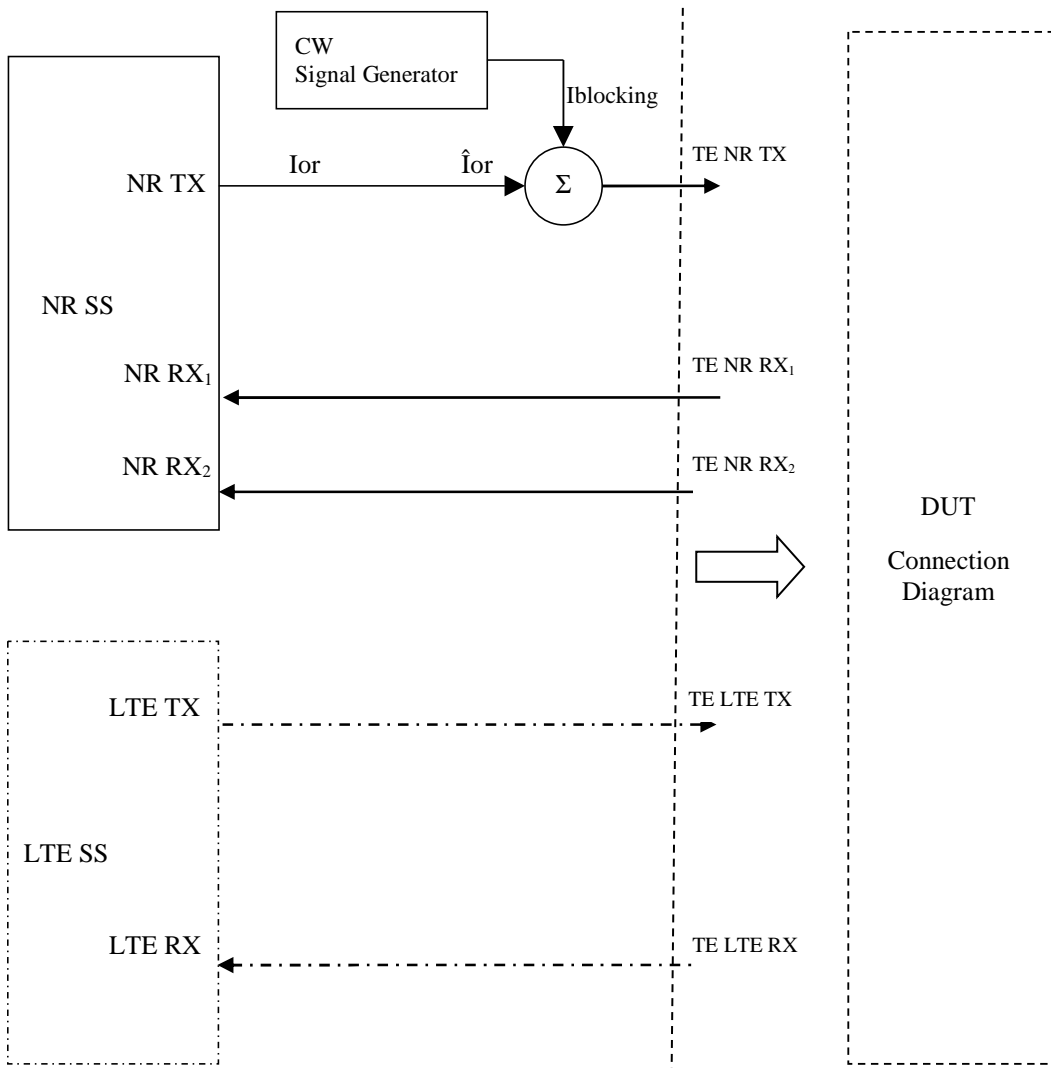 CW
Signal Generator
Iblocking
NR TX
Ior
Îor
Σ
TE NR TX
NR SS
NR RX₁
TE NR RX₁
NR RX₂
TE NR RX₂
DUT
Connection
Diagram
LTE TX
TE LTE TX
LTE SS
LTE RX
TE LTE RX